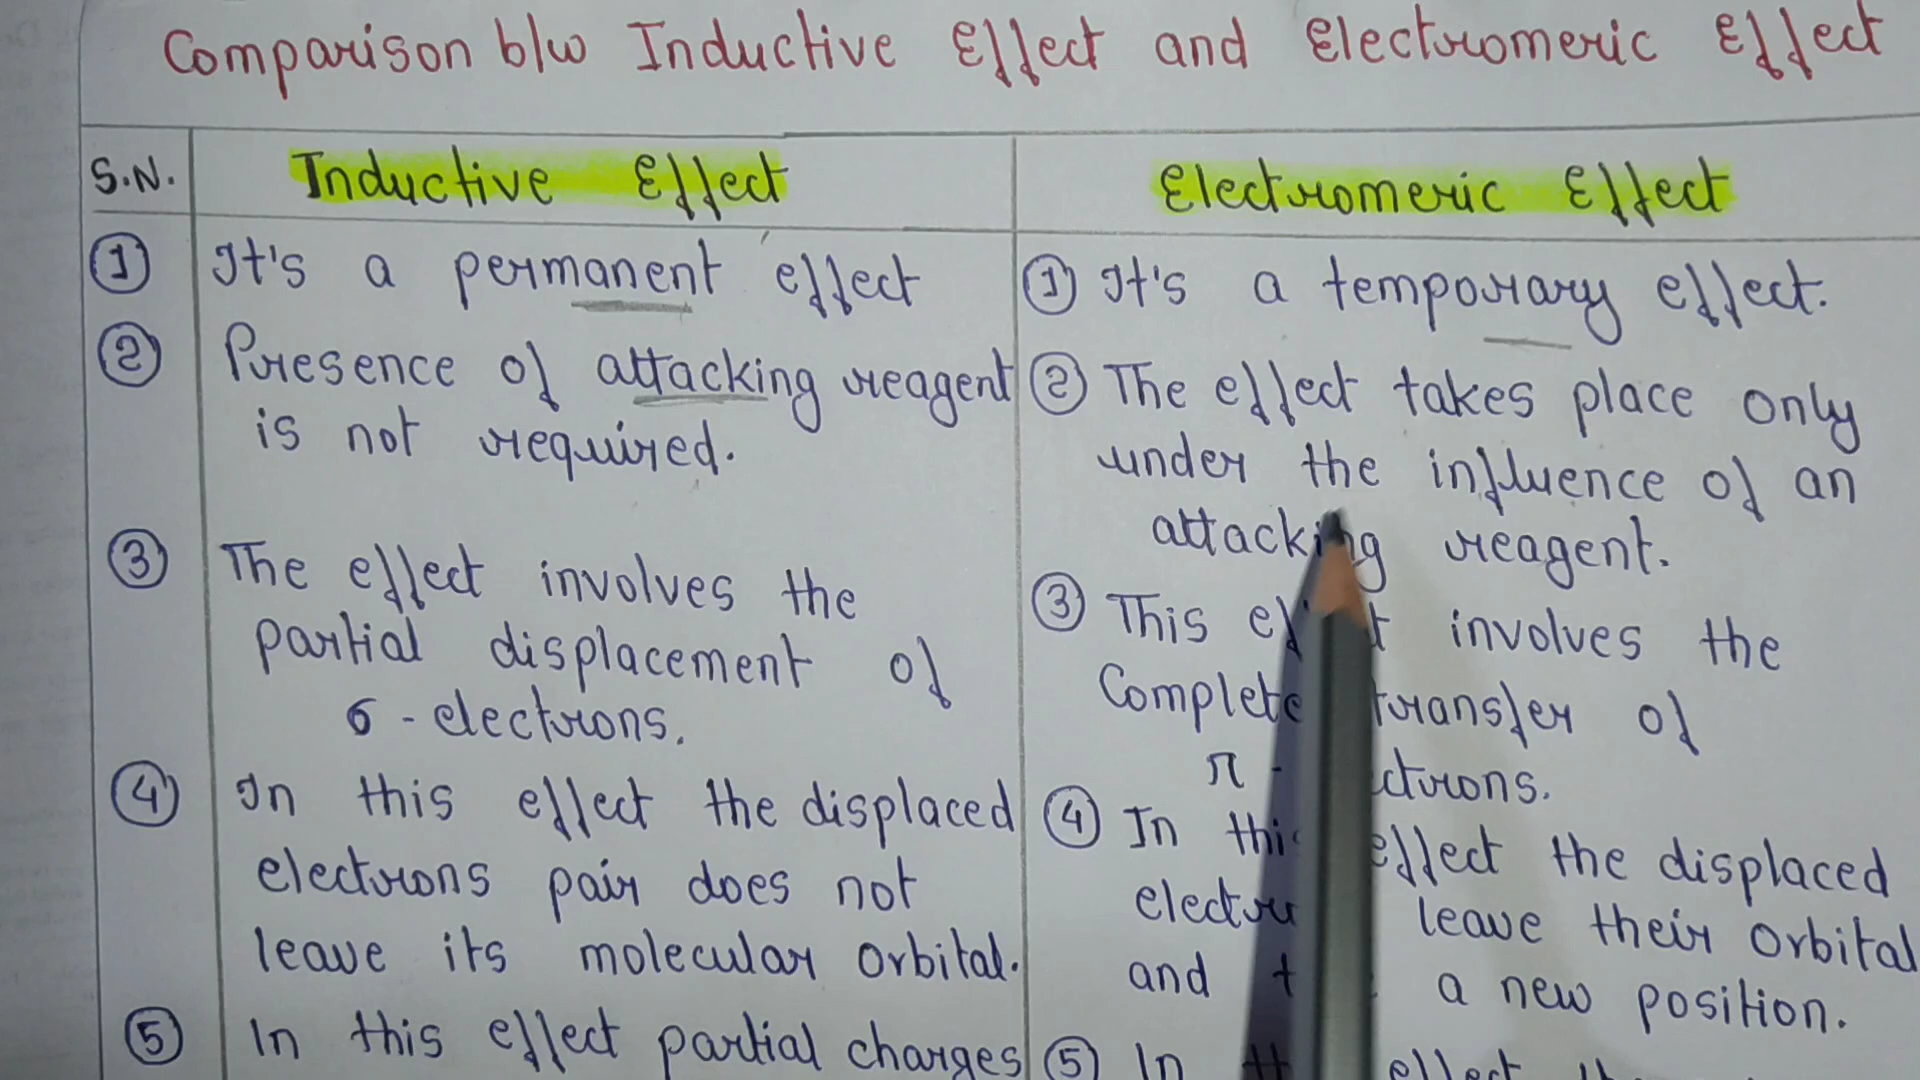 Comparison b/w Inductive Effect and Electromeric Effect
S.N.
Inductive Effect
Electromeric Effect
① It's a permanent effect
② Presence of attacking reagent
is not required.
③ The effect involves the
partial displacement of
σ - electrons.
④ In this effect the displaced
electrons pair does not
leave its molecular orbital.
⑤ In this effect partial charges
① It's a temporary effect.
② The effect takes place only
under the influence of an
attacking reagent.
③ This involves the
Complete transfer of
π -
④ In effect the displaced
leave their orbital
and a new position.
⑤ In effect